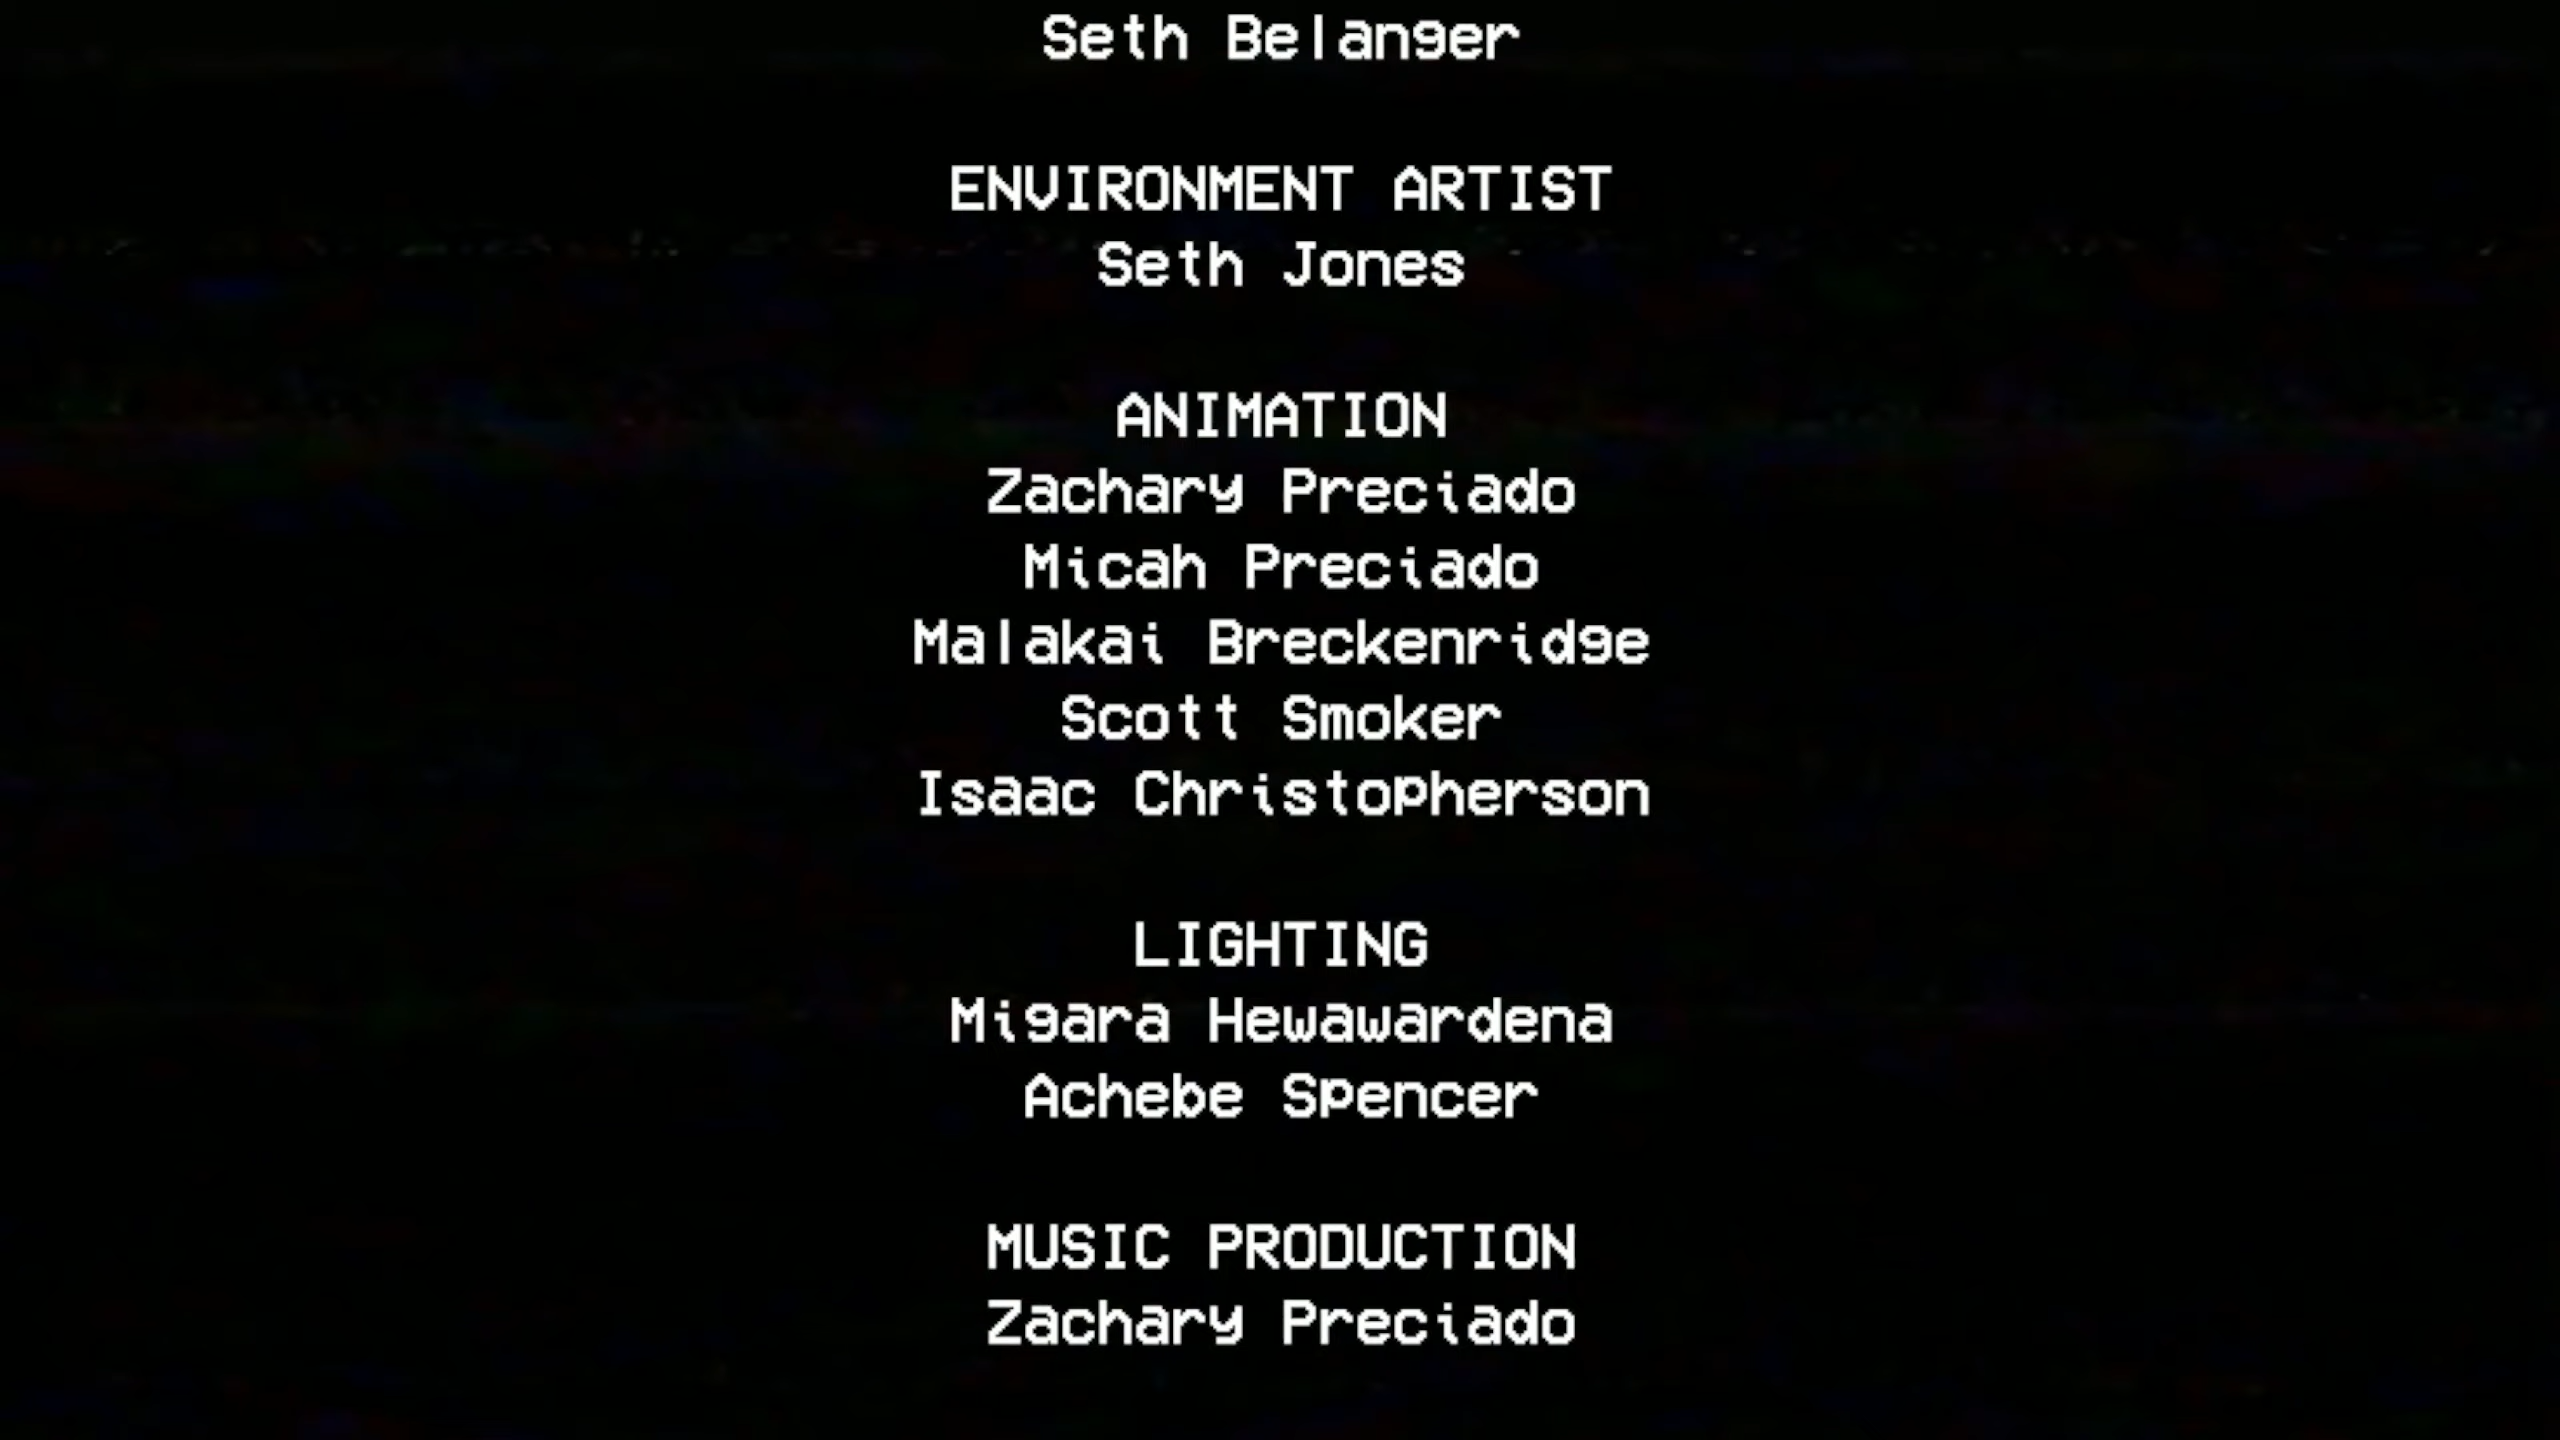 Seth Belanger
ENVIRONMENT ARTIST
Seth Jones
ANIMATION
Zachary Preciado
Micah Preciado
Malakai Breckenridge
Scott Smoker
Isaac Christopherson
LIGHTING
Migara Hewawardena
Achebe Spencer
MUSIC PRODUCTION
Zachary Preciado